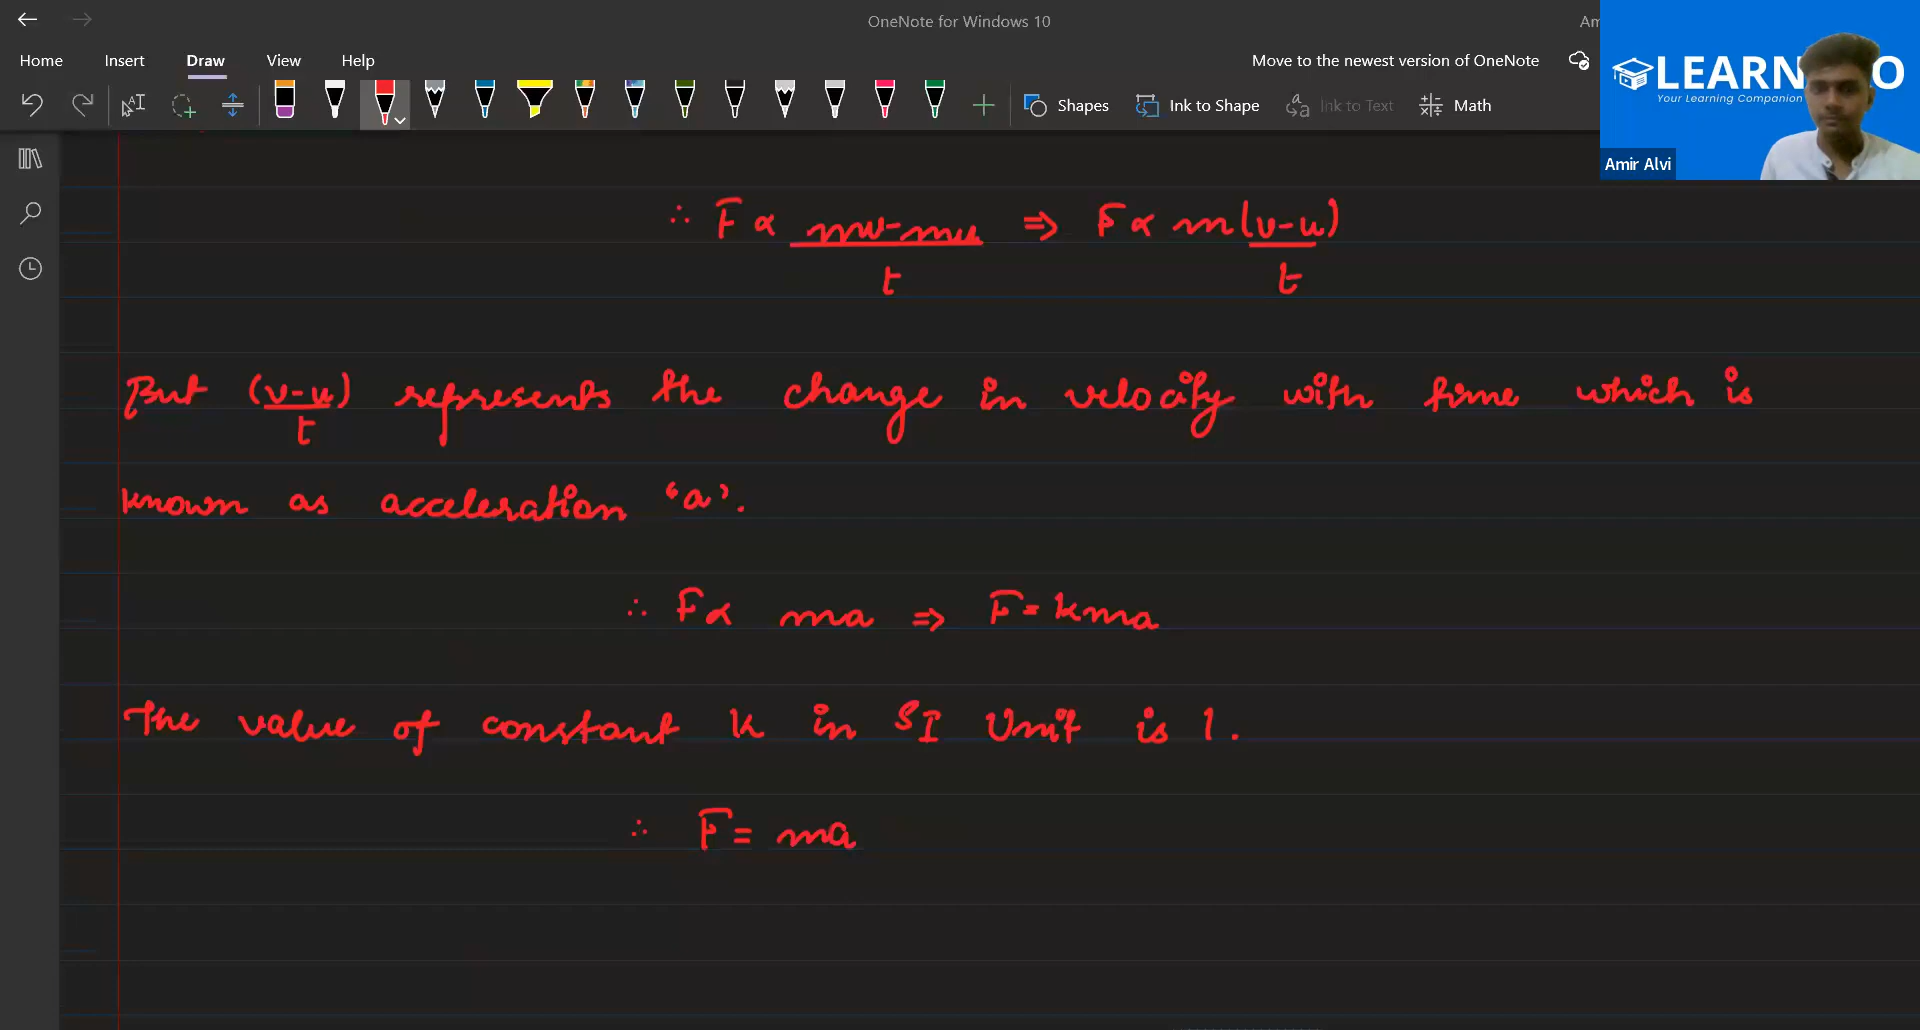 OneNote for Windows 10
Am
Home Insert Draw View Help
Move to the newest version of OneNote
Shapes Ink to Shape Ink to Text Math
LEARN O
Your Learning Companion
Amir Alvi
∴ F ∝ mv-mu / t ⇒ F ∝ m(v-u) / t
But (v-u)/t represents the change in velocity with time which is
known as acceleration 'a'.
∴ F ∝ ma ⇒ F = kma
The value of constant k in SI Unit is 1.
∴ F = ma